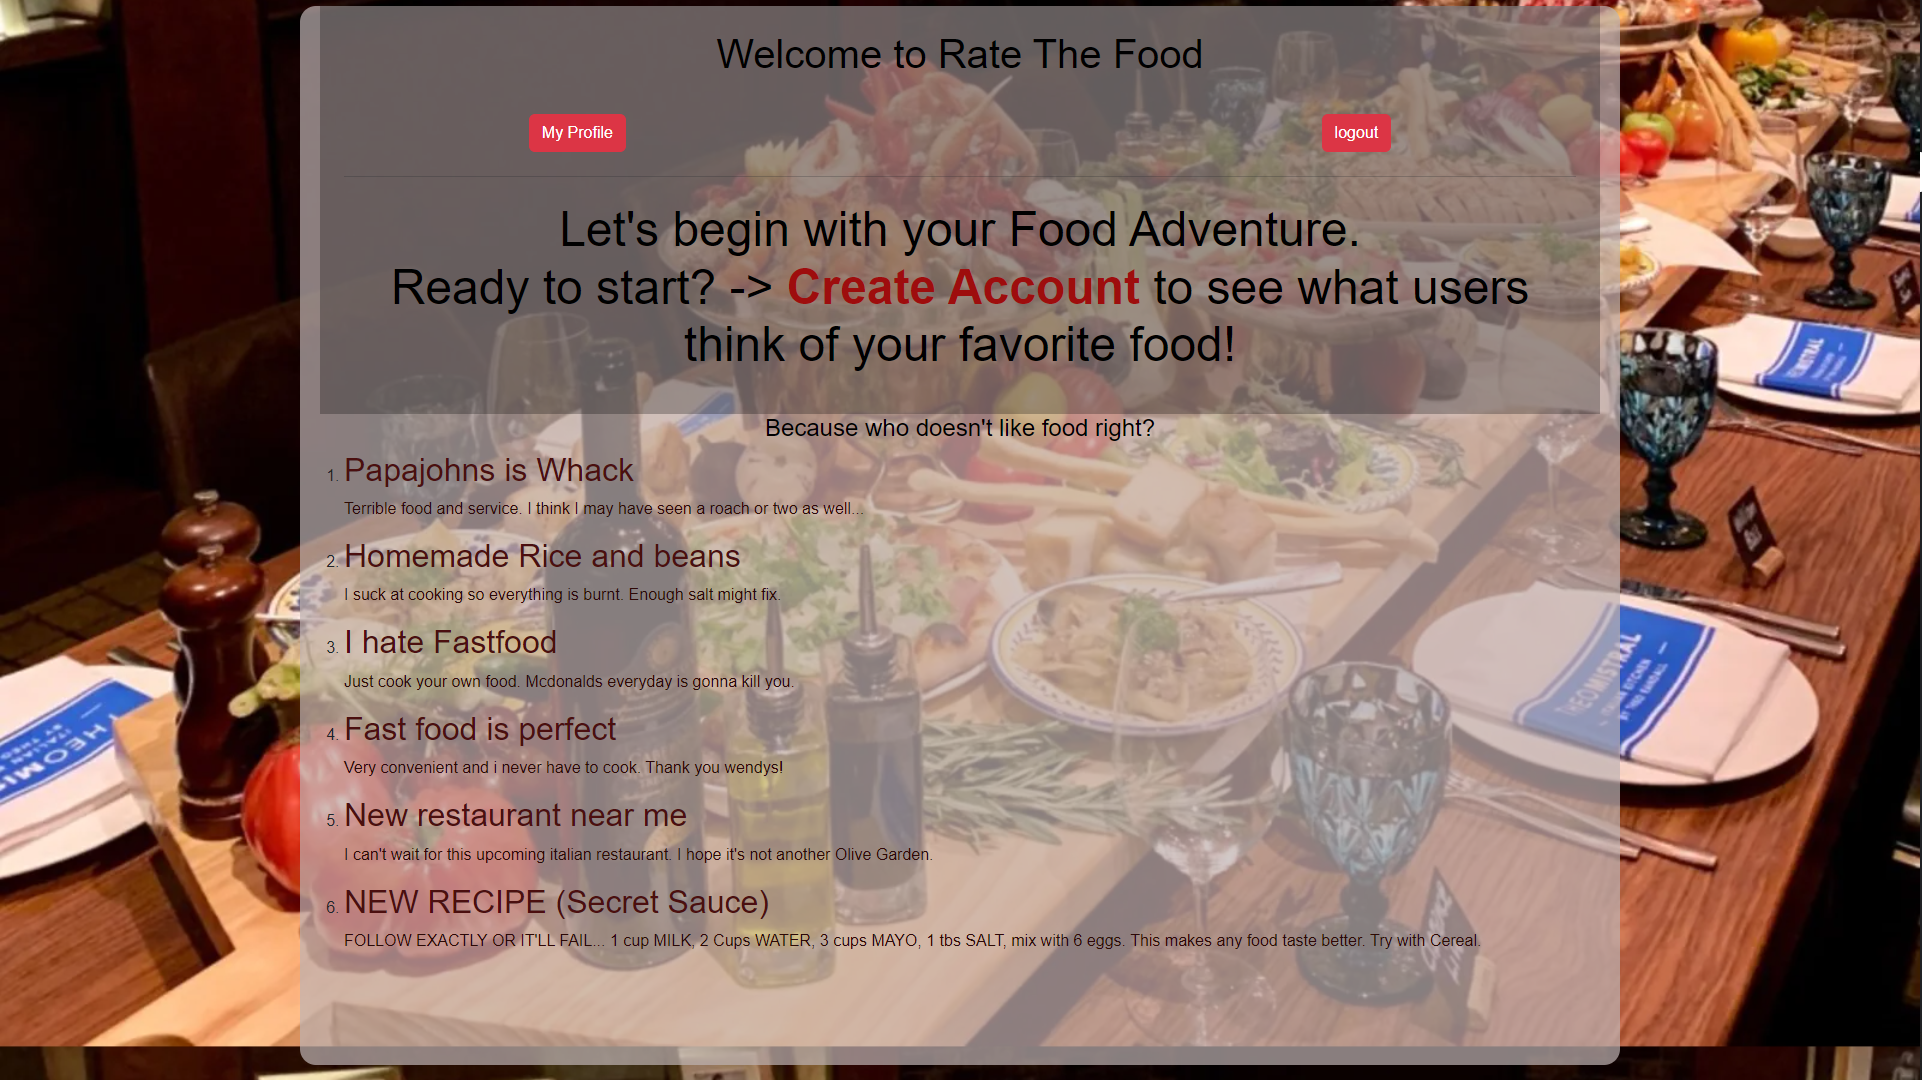 Welcome to Rate The Food
My Profile
logout
Let's begin with your Food Adventure.
Ready to start? -> Create Account to see what users
think of your favorite food!
Because who doesn't like food right?
1. Papajohns is Whack
Terrible food and service. I think I may have seen a roach or two as well...
2. Homemade Rice and beans
I suck at cooking so everything is burnt. Enough salt might fix.
3. I hate Fastfood
Just cook your own food. Mcdonalds everyday is gonna kill you.
4. Fast food is perfect
Very convenient and i never have to cook. Thank you wendys!
5. New restaurant near me
I can't wait for this upcoming italian restaurant. I hope it's not another Olive Garden.
6. NEW RECIPE (Secret Sauce)
FOLLOW EXACTLY OR IT'LL FAIL... 1 cup MILK, 2 Cups WATER, 3 cups MAYO, 1 tbs SALT, mix with 6 eggs. This makes any food taste better. Try with Cereal.
THEOMISTRAL